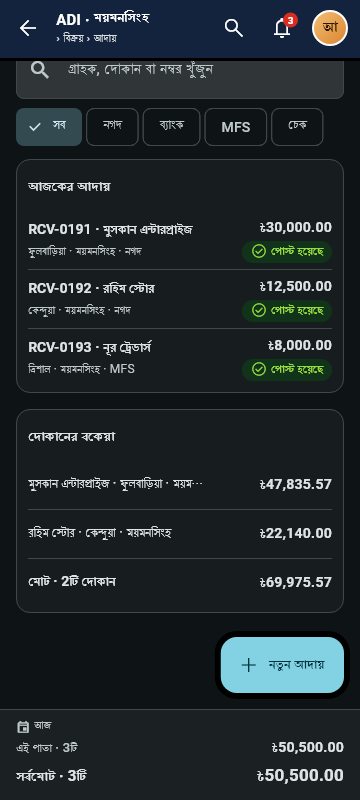 ADI · ময়মনসিংহ
› বিক্রয় › আদায়
3
আ
গ্রাহক, দোকান বা নম্বর খুঁজুন
সব
নগদ
ব্যাংক
MFS
চেক
আজকের আদায়
RCV-0191 · মুসকান এন্টারপ্রাইজ
৳30,000.00
ফুলবাড়িয়া · ময়মনসিংহ · নগদ
পোস্ট হয়েছে
RCV-0192 · রহিম স্টোর
৳12,500.00
কেন্দুয়া · ময়মনসিংহ · নগদ
পোস্ট হয়েছে
RCV-0193 · নূর ট্রেডার্স
৳8,000.00
ত্রিশাল · ময়মনসিংহ · MFS
পোস্ট হয়েছে
দোকানের বকেয়া
মুসকান এন্টারপ্রাইজ · ফুলবাড়িয়া · ময়ম…
৳47,835.57
রহিম স্টোর · কেন্দুয়া · ময়মনসিংহ
৳22,140.00
মোট · 2টি দোকান
৳69,975.57
নতুন আদায়
আজ
এই পাতা · 3টি
৳50,500.00
সর্বমোট · 3টি
৳50,500.00